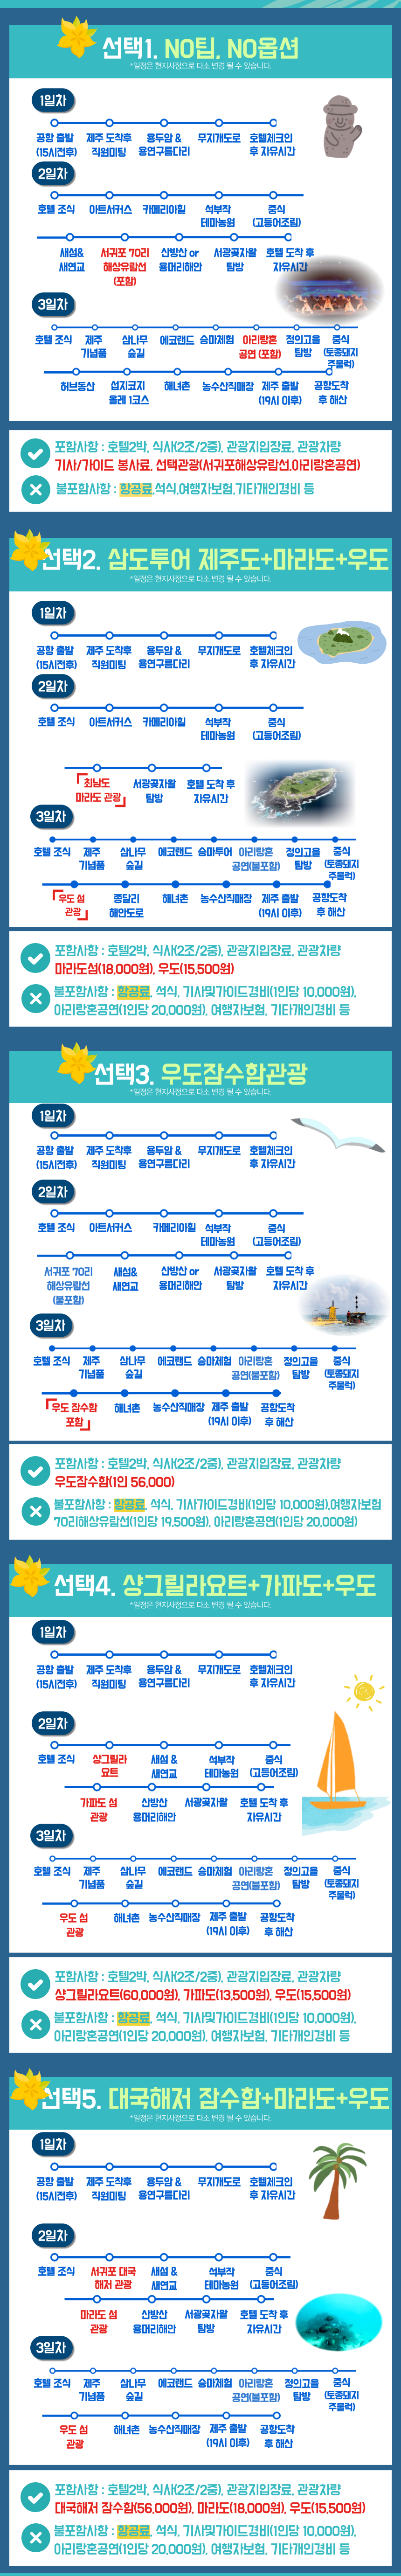 선택1. NO팁, NO옵션
*일정은 현지사정으로 다소 변경 될 수 있습니다.
1일차
공항 출발 제주 도착후 용두암 & 무지개도로 호텔체크인
(15시전후) 직원미팅 용연구름다리 후 자유시간
2일차
호텔 조식 아트서커스 카메리아힐 석부작 중식
테마농원 (고등어조림)
새섬& 서귀포 70리 산방산 or 서광곶자왈 호텔 도착 후
새연교 해상유람선 용머리해안 탐방 자유시간
(포함)
3일차
호텔 조식 제주 삼나무 에코랜드 승마체험 아리랑혼 정의고을 중식
기념품 숲길 공연 (포함) 탐방 (토종돼지
주물럭)
허브동산 섭지코지 해녀촌 농수산직매장 제주 출발 공항도착
올레 1코스 (19시 이후) 후 해산
포함사항 : 호텔2박, 식사(2조/2중), 관광지입장료, 관광차량
기사/가이드 봉사료, 선택관광(서귀포해상유람선,아리랑혼공연)
불포함사항 : 항공료,석식,여행자보험,기타개인경비 등
선택2. 삼도투어 제주도+마라도+우도
*일정은 현지사정으로 다소 변경 될 수 있습니다.
1일차
공항 출발 제주 도착후 용두암 & 무지개도로 호텔체크인
(15시전후) 직원미팅 용연구름다리 후 자유시간
2일차
호텔 조식 아트서커스 카메리아힐 석부작 중식
테마농원 (고등어조림)
최남도 서광곶자왈 호텔 도착 후
마라도 관광 탐방 자유시간
3일차
호텔 조식 제주 삼나무 에코랜드 승마투어 아리랑혼 정의고을 중식
기념품 숲길 공연(불포함) 탐방 (토종돼지
주물럭)
우도 섬 종달리 해녀촌 농수산직매장 제주 출발 공항도착
관광 해안도로 (19시 이후) 후 해산
포함사항 : 호텔2박, 식사(2조/2중), 관광지입장료, 관광차량
마라도섬(18,000원), 우도(15,500원)
불포함사항 : 항공료, 석식, 기사및가이드경비(1인당 10,000원),
아리랑혼공연(1인당 20,000원), 여행자보험, 기타개인경비 등
선택3. 우도잠수함관광
*일정은 현지사정으로 다소 변경 될 수 있습니다.
1일차
공항 출발 제주 도착후 용두암 & 무지개도로 호텔체크인
(15시전후) 직원미팅 용연구름다리 후 자유시간
2일차
호텔 조식 아트서커스 카메리아힐 석부작 중식
테마농원 (고등어조림)
서귀포 70리 새섬& 산방산 or 서광곶자왈 호텔 도착 후
해상유람선 새연교 용머리해안 탐방 자유시간
(불포함)
3일차
호텔 조식 제주 삼나무 에코랜드 승마체험 아리랑혼 정의고을 중식
기념품 숲길 공연(불포함) 탐방 (토종돼지
주물럭)
우도 잠수함 해녀촌 농수산직매장 제주 출발 공항도착
포함 (19시 이후) 후 해산
포함사항 : 호텔2박, 식사(2조/2중), 관광지입장료, 관광차량
우도잠수함(1인 56,000)
불포함사항 : 항공료, 석식, 기사가이드경비(1인당 10,000원),여행자보험
70리해상유람선(1인당 19,500원), 아리랑혼공연(1인당 20,000원)
선택4. 샹그릴라요트+가파도+우도
*일정은 현지사정으로 다소 변경 될 수 있습니다.
1일차
공항 출발 제주 도착후 용두암 & 무지개도로 호텔체크인
(15시전후) 직원미팅 용연구름다리 후 자유시간
2일차
호텔 조식 샹그릴라 새섬 & 석부작 중식
요트 새연교 테마농원 (고등어조림)
가파도 섬 산방산 서광곶자왈 호텔 도착 후
관광 용머리해안 자유시간
3일차
호텔 조식 제주 삼나무 에코랜드 승마체험 아리랑혼 정의고을 중식
기념품 숲길 공연(불포함) 탐방 (토종돼지
주물럭)
우도 섬 해녀촌 농수산직매장 제주 출발 공항도착
관광 (19시 이후) 후 해산
포함사항 : 호텔2박, 식사(2조/2중), 관광지입장료, 관광차량
샹그릴라요트(60,000원), 가파도(13,500원), 우도(15,500원)
불포함사항 : 항공료, 석식, 기사및가이드경비(1인당 10,000원),
아리랑혼공연(1인당 20,000원), 여행자보험, 기타개인경비 등
선택5. 대국해저 잠수함+마라도+우도
*일정은 현지사정으로 다소 변경 될 수 있습니다.
1일차
공항 출발 제주 도착후 용두암 & 무지개도로 호텔체크인
(15시전후) 직원미팅 용연구름다리 후 자유시간
2일차
호텔 조식 서귀포 대국 새섬 & 석부작 중식
해저 관광 새연교 테마농원 (고등어조림)
마라도 섬 산방산 서광곶자왈 호텔 도착 후
관광 용머리해안 탐방 자유시간
3일차
호텔 조식 제주 삼나무 에코랜드 승마체험 아리랑혼 정의고을 중식
기념품 숲길 공연(불포함) 탐방 (토종돼지
주물럭)
우도 섬 해녀촌 농수산직매장 제주 출발 공항도착
관광 (19시 이후) 후 해산
포함사항 : 호텔2박, 식사(2조/2중), 관광지입장료, 관광차량
대국해저 잠수함(56,000원), 마라도(18,000원), 우도(15,500원)
불포함사항 : 항공료, 석식, 기사및가이드경비(1인당 10,000원),
아리랑혼공연(1인당 20,000원), 여행자보험, 기타개인경비 등